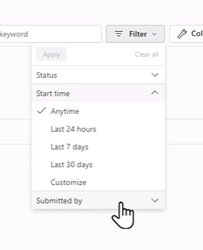 keyword
Filter
Col
Apply
Clear all
Status
Start time
Anytime
Last 24 hours
Last 7 days
Last 30 days
Customize
Submitted by